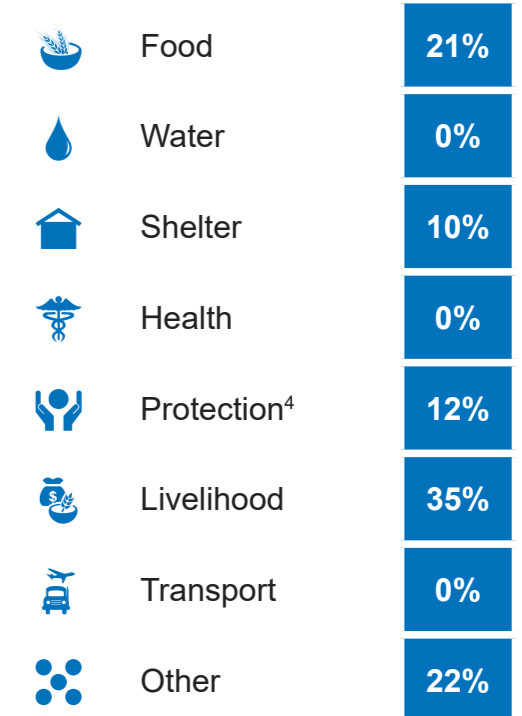 Food 21%
Water 0%
Shelter 10%
Health 0%
Protection⁴ 12%
$ Livelihood 35%
Transport 0%
Other 22%